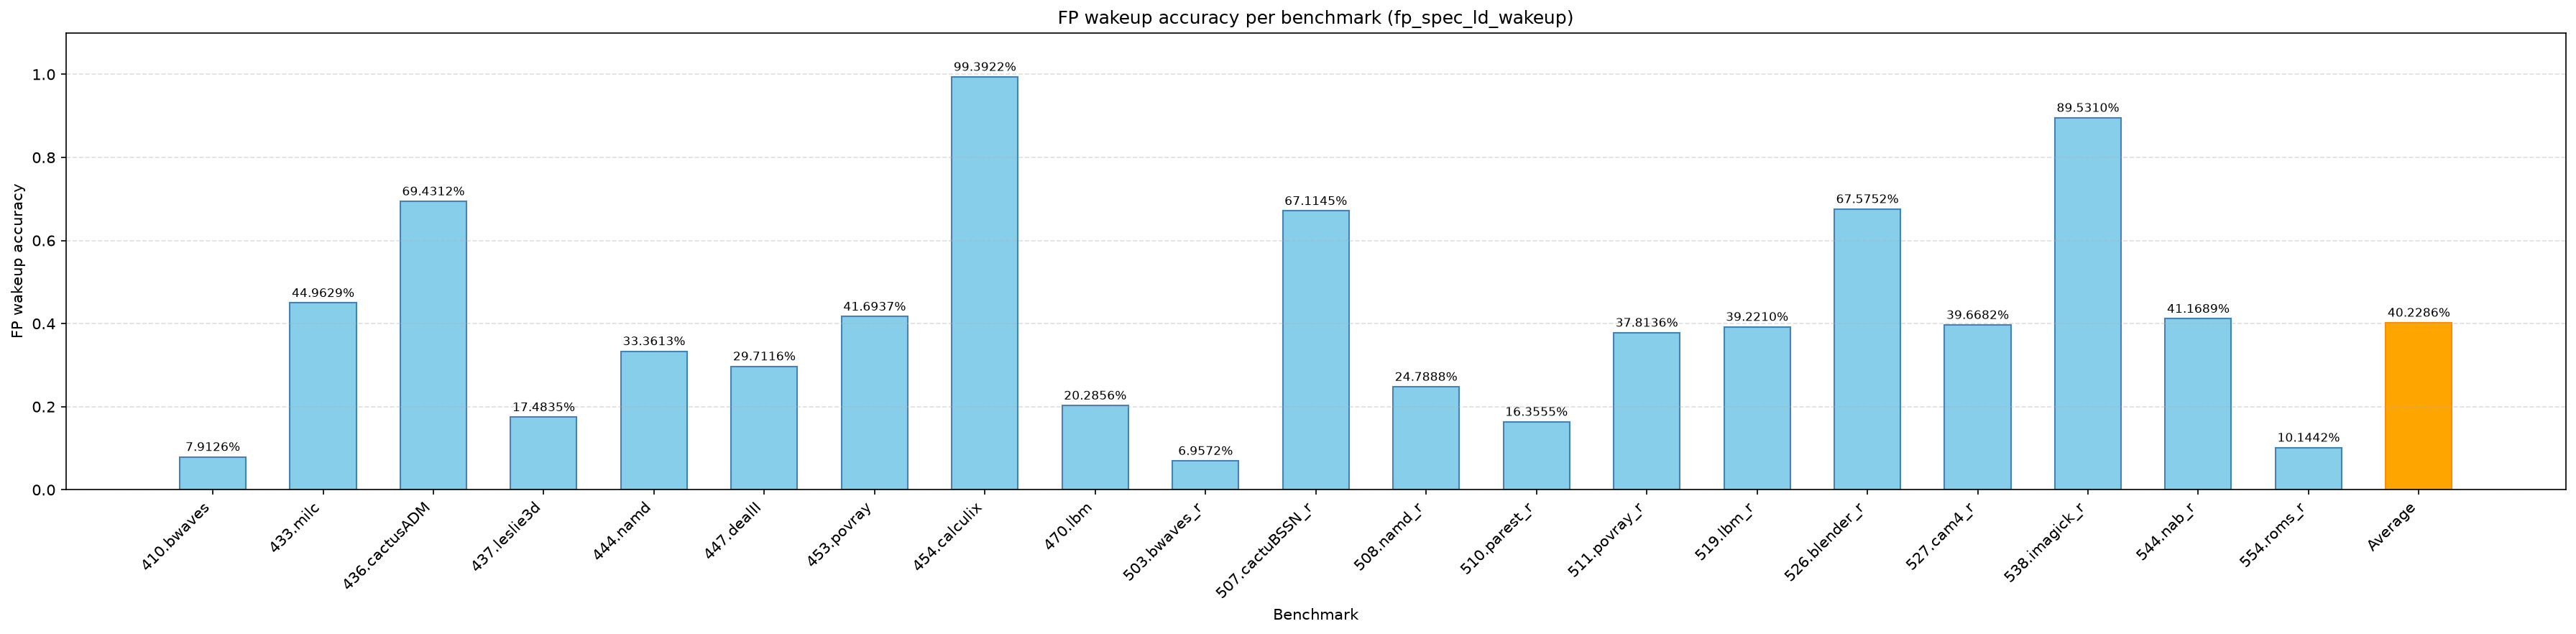 FP wakeup accuracy per benchmark (fp_spec_ld_wakeup)
FP wakeup accuracy
1.0
0.8
0.6
0.4
0.2
0.0
7.9126%
44.9629%
69.4312%
17.4835%
33.3613%
29.7116%
41.6937%
99.3922%
20.2856%
6.9572%
67.1145%
24.7888%
16.3555%
37.8136%
39.2210%
67.5752%
39.6682%
89.5310%
41.1689%
10.1442%
40.2286%
410.bwaves
433.milc
436.cactusADM
437.leslie3d
444.namd
447.dealII
453.povray
454.calculix
470.lbm
503.bwaves_r
507.cactuBSSN_r
508.namd_r
510.parest_r
511.povray_r
519.lbm_r
526.blender_r
527.cam4_r
538.imagick_r
544.nab_r
554.roms_r
Average
Benchmark